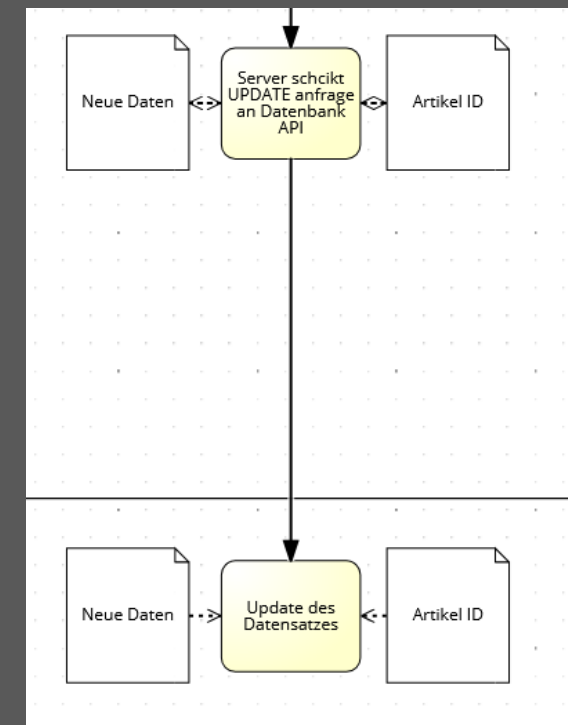 Neue Daten
Server schcikt
UPDATE anfrage
an Datenbank
API
Artikel ID
Neue Daten
Update des
Datensatzes
Artikel ID